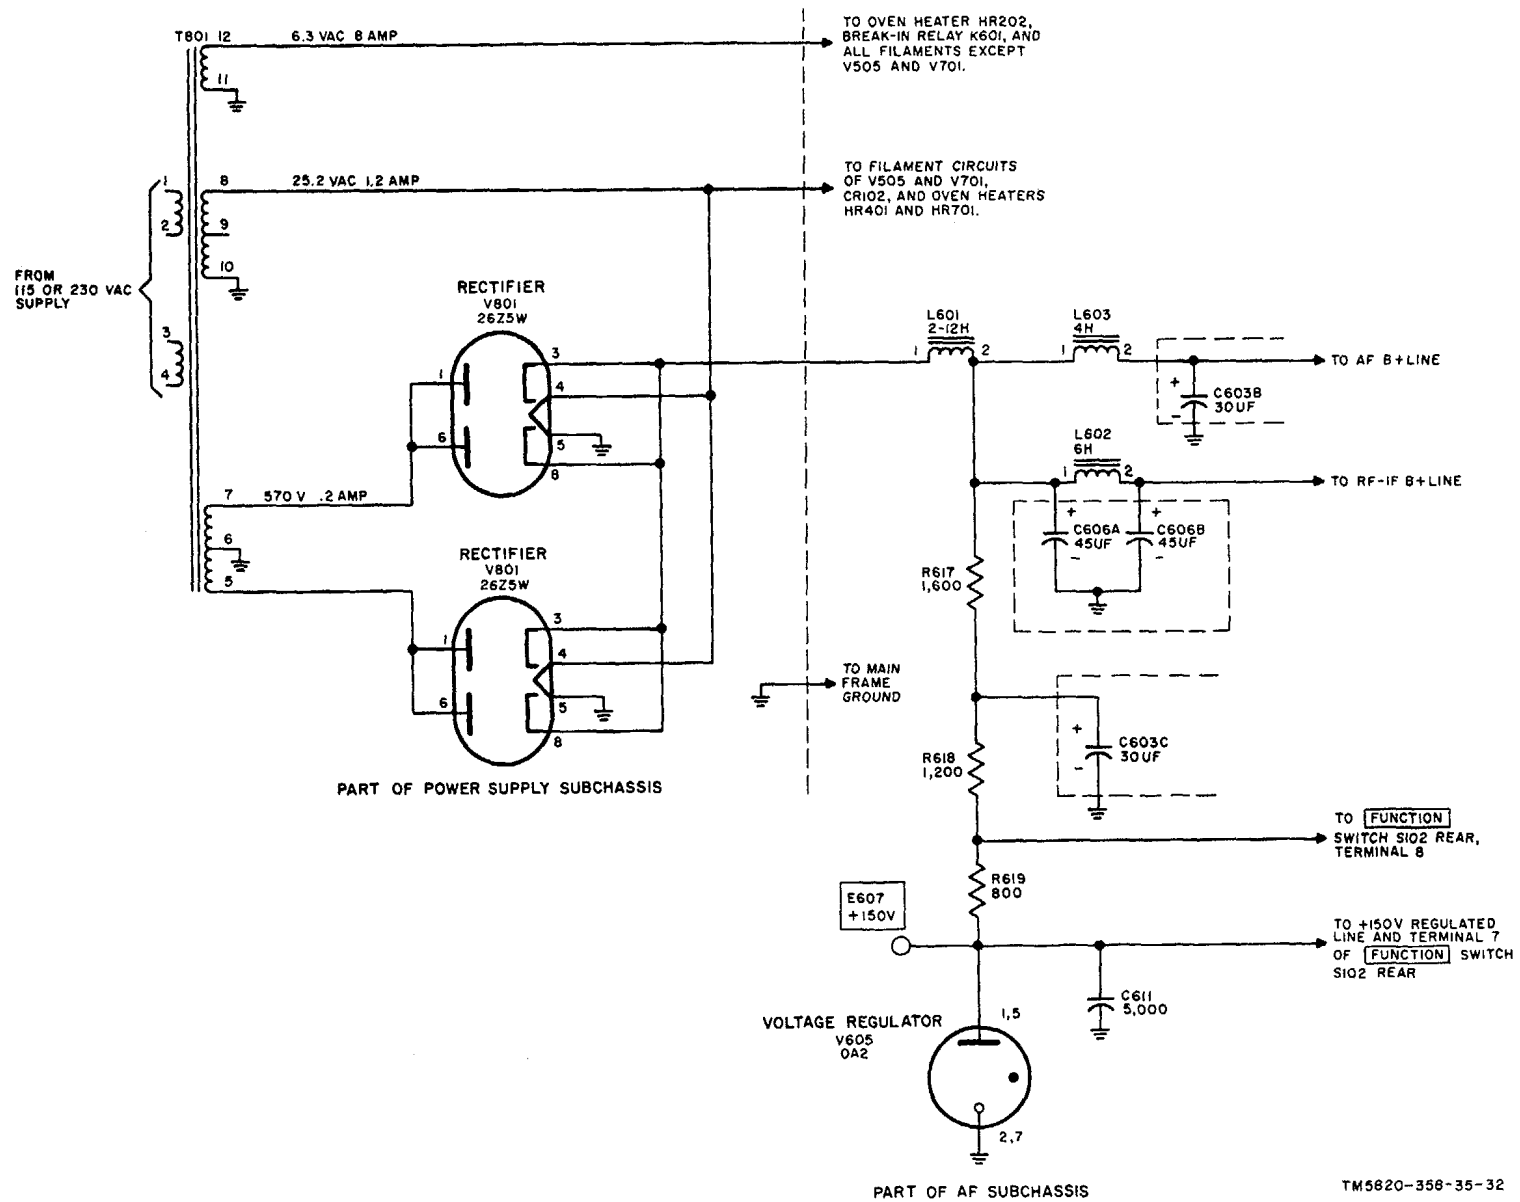 T801 12
6.3 VAC 8 AMP
11
TO OVEN HEATER HR202,
BREAK-IN RELAY K601, AND
ALL FILAMENTS EXCEPT
V505 AND V701.
1
2
8
25.2 VAC 1.2 AMP
9
10
TO FILAMENT CIRCUITS
OF V505 AND V701,
CR102, AND OVEN HEATERS
HR401 AND HR701.
FROM
115 OR 230 VAC
SUPPLY
3
4
RECTIFIER
V801
26Z5W
1
6
3
4
5
8
7
570 V .2 AMP
6
5
RECTIFIER
V801
26Z5W
1
6
3
4
5
8
PART OF POWER SUPPLY SUBCHASSIS
L601
2-12H
1
2
L603
4H
1
2
TO AF B+LINE
+
C603B
30UF
-
L602
6H
1
2
TO RF-IF B+LINE
+
C606A
45UF
-
+
C606B
45UF
-
R617
1,600
TO MAIN
FRAME
GROUND
+
C603C
30UF
-
R618
1,200
TO FUNCTION
SWITCH S102 REAR,
TERMINAL 8
R619
800
E607
+150V
TO +150V REGULATED
LINE AND TERMINAL 7
OF FUNCTION SWITCH
S102 REAR
C611
5,000
VOLTAGE REGULATOR
V605
OA2
1,5
2,7
PART OF AF SUBCHASSIS
TM5820-358-35-32